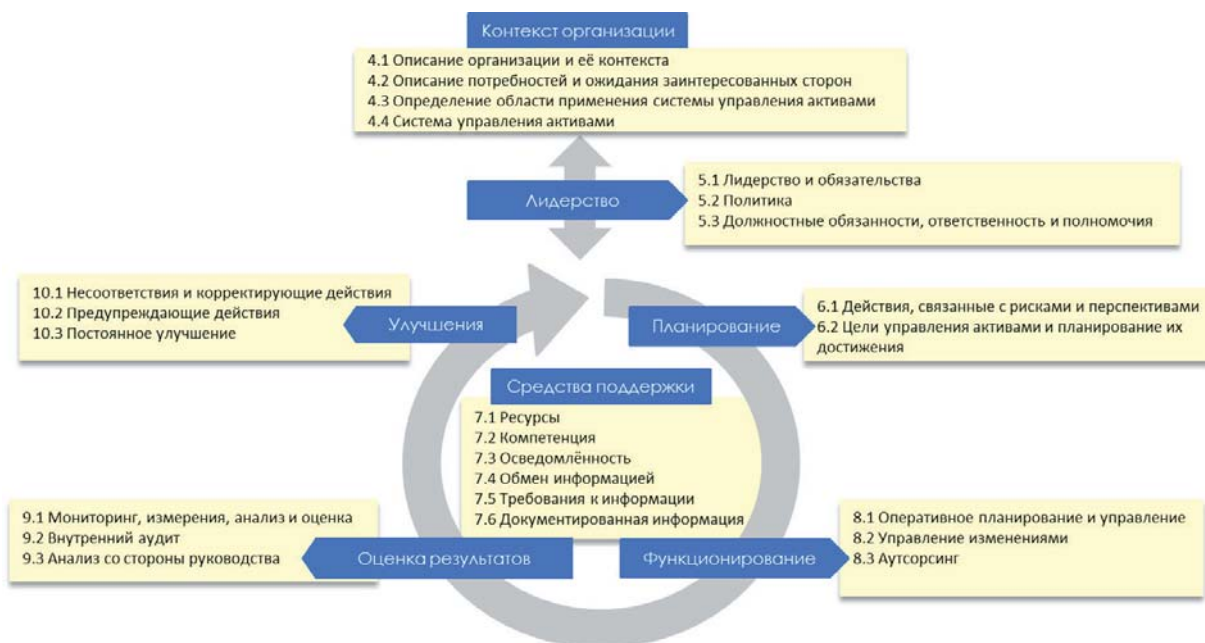 Контекст организации
4.1 Описание организации и её контекста
4.2 Описание потребностей и ожидания заинтересованных сторон
4.3 Определение области применения системы управления активами
4.4 Система управления активами
Лидерство
5.1 Лидерство и обязательства
5.2 Политика
5.3 Должностные обязанности, ответственность и полномочия
10.1 Несоответствия и корректирующие действия
10.2 Предупреждающие действия
10.3 Постоянное улучшение
Улучшения
Планирование
6.1 Действия, связанные с рисками и перспективами
6.2 Цели управления активами и планирование их
достижения
Средства поддержки
7.1 Ресурсы
7.2 Компетенция
7.3 Осведомлённость
7.4 Обмен информацией
7.5 Требования к информации
7.6 Документированная информация
9.1 Мониторинг, измерения, анализ и оценка
9.2 Внутренний аудит
9.3 Анализ со стороны руководства
Оценка результатов
Функционирование
8.1 Оперативное планирование и управление
8.2 Управление изменениями
8.3 Аутсорсинг